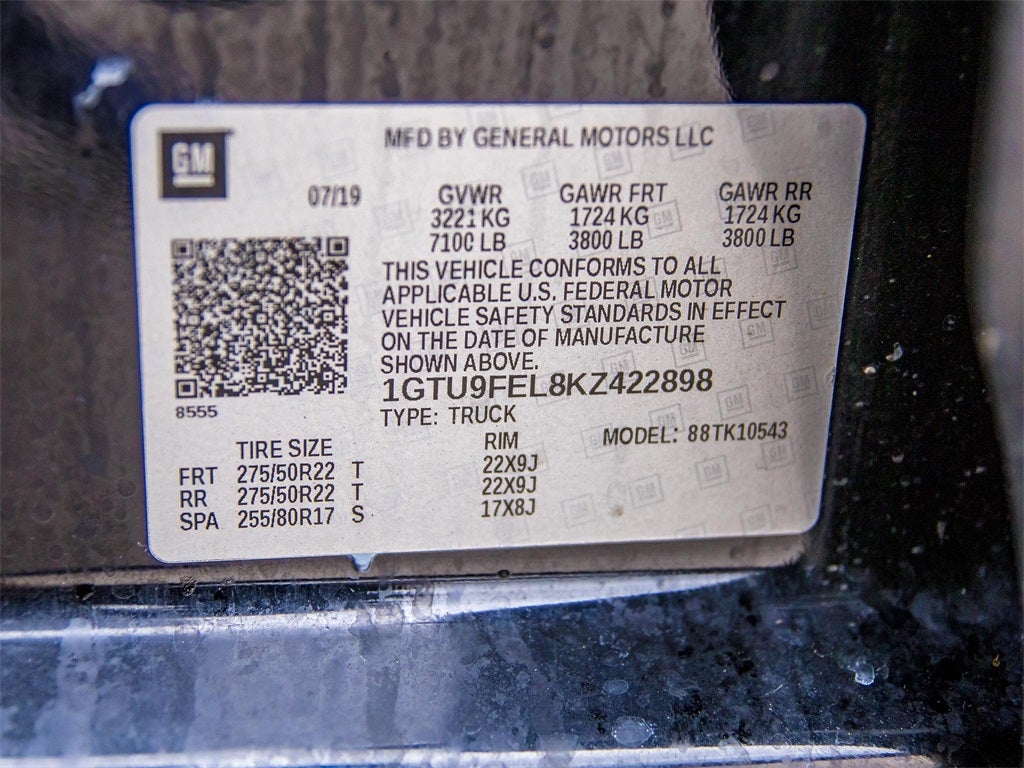 GM
MFD BY GENERAL MOTORS LLC
07/19 GVWR GAWR FRT GAWR RR
3221 KG 1724 KG 1724 KG
7100 LB 3800 LB 3800 LB
THIS VEHICLE CONFORMS TO ALL
APPLICABLE U.S. FEDERAL MOTOR
VEHICLE SAFETY STANDARDS IN EFFECT
ON THE DATE OF MANUFACTURE
SHOWN ABOVE.
1GTU9FEL8KZ422898
8555
TYPE: TRUCK
MODEL: 88TK10543
TIRE SIZE RIM
FRT 275/50R22 T 22X9J
RR 275/50R22 T 22X9J
SPA 255/80R17 S 17X8J